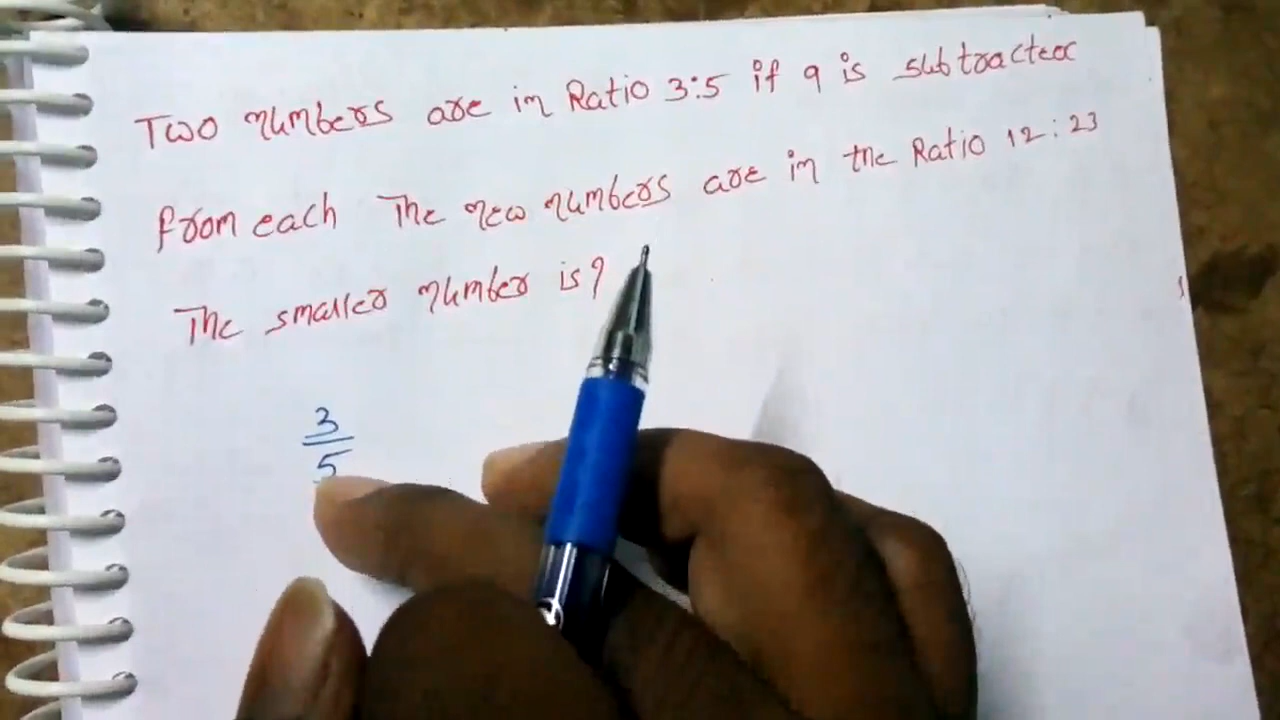 Two numbers are in Ratio 3:5 if 9 is subtracted
from each The new numbers are in the Ratio 12:23
The smaller number is?
3
5